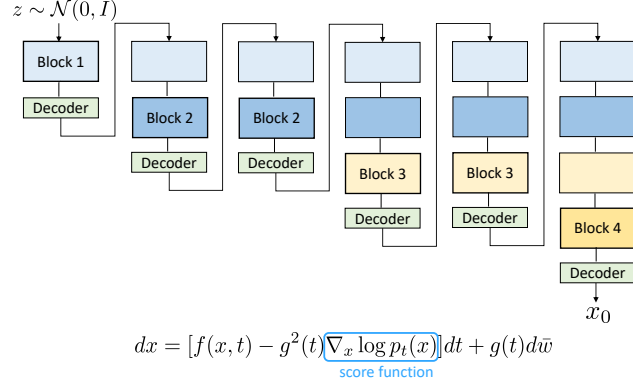 z ∼ 𝒩(0, I)
Block 1
Decoder
Block 2
Decoder
Block 2
Decoder
Block 3
Decoder
Block 3
Decoder
Block 4
Decoder
x₀
dx = [f(x, t) − g²(t)∇ₓ log pₜ(x)]dt + g(t)dw̄
score function